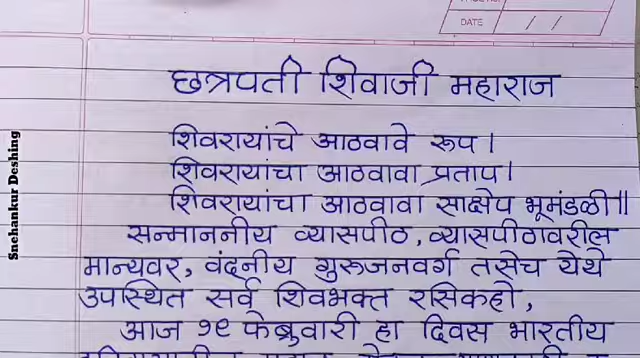 DATE / /
छत्रपती शिवाजी महाराज
शिवरायांचे आठवावे रूप।
शिवरायांचा आठवावा प्रताप।
शिवरायांचा आठवावा साक्षेप भूमंडळी॥
सन्माननीय व्यासपीठ, व्यासपीठावरील
मान्यवर, वंदनीय गुरुजनवर्ग तसेच येथे
उपस्थित सर्व शिवभक्त रसिकहो,
आज १९ फेब्रुवारी हा दिवस भारतीय
Snehankur Deshing